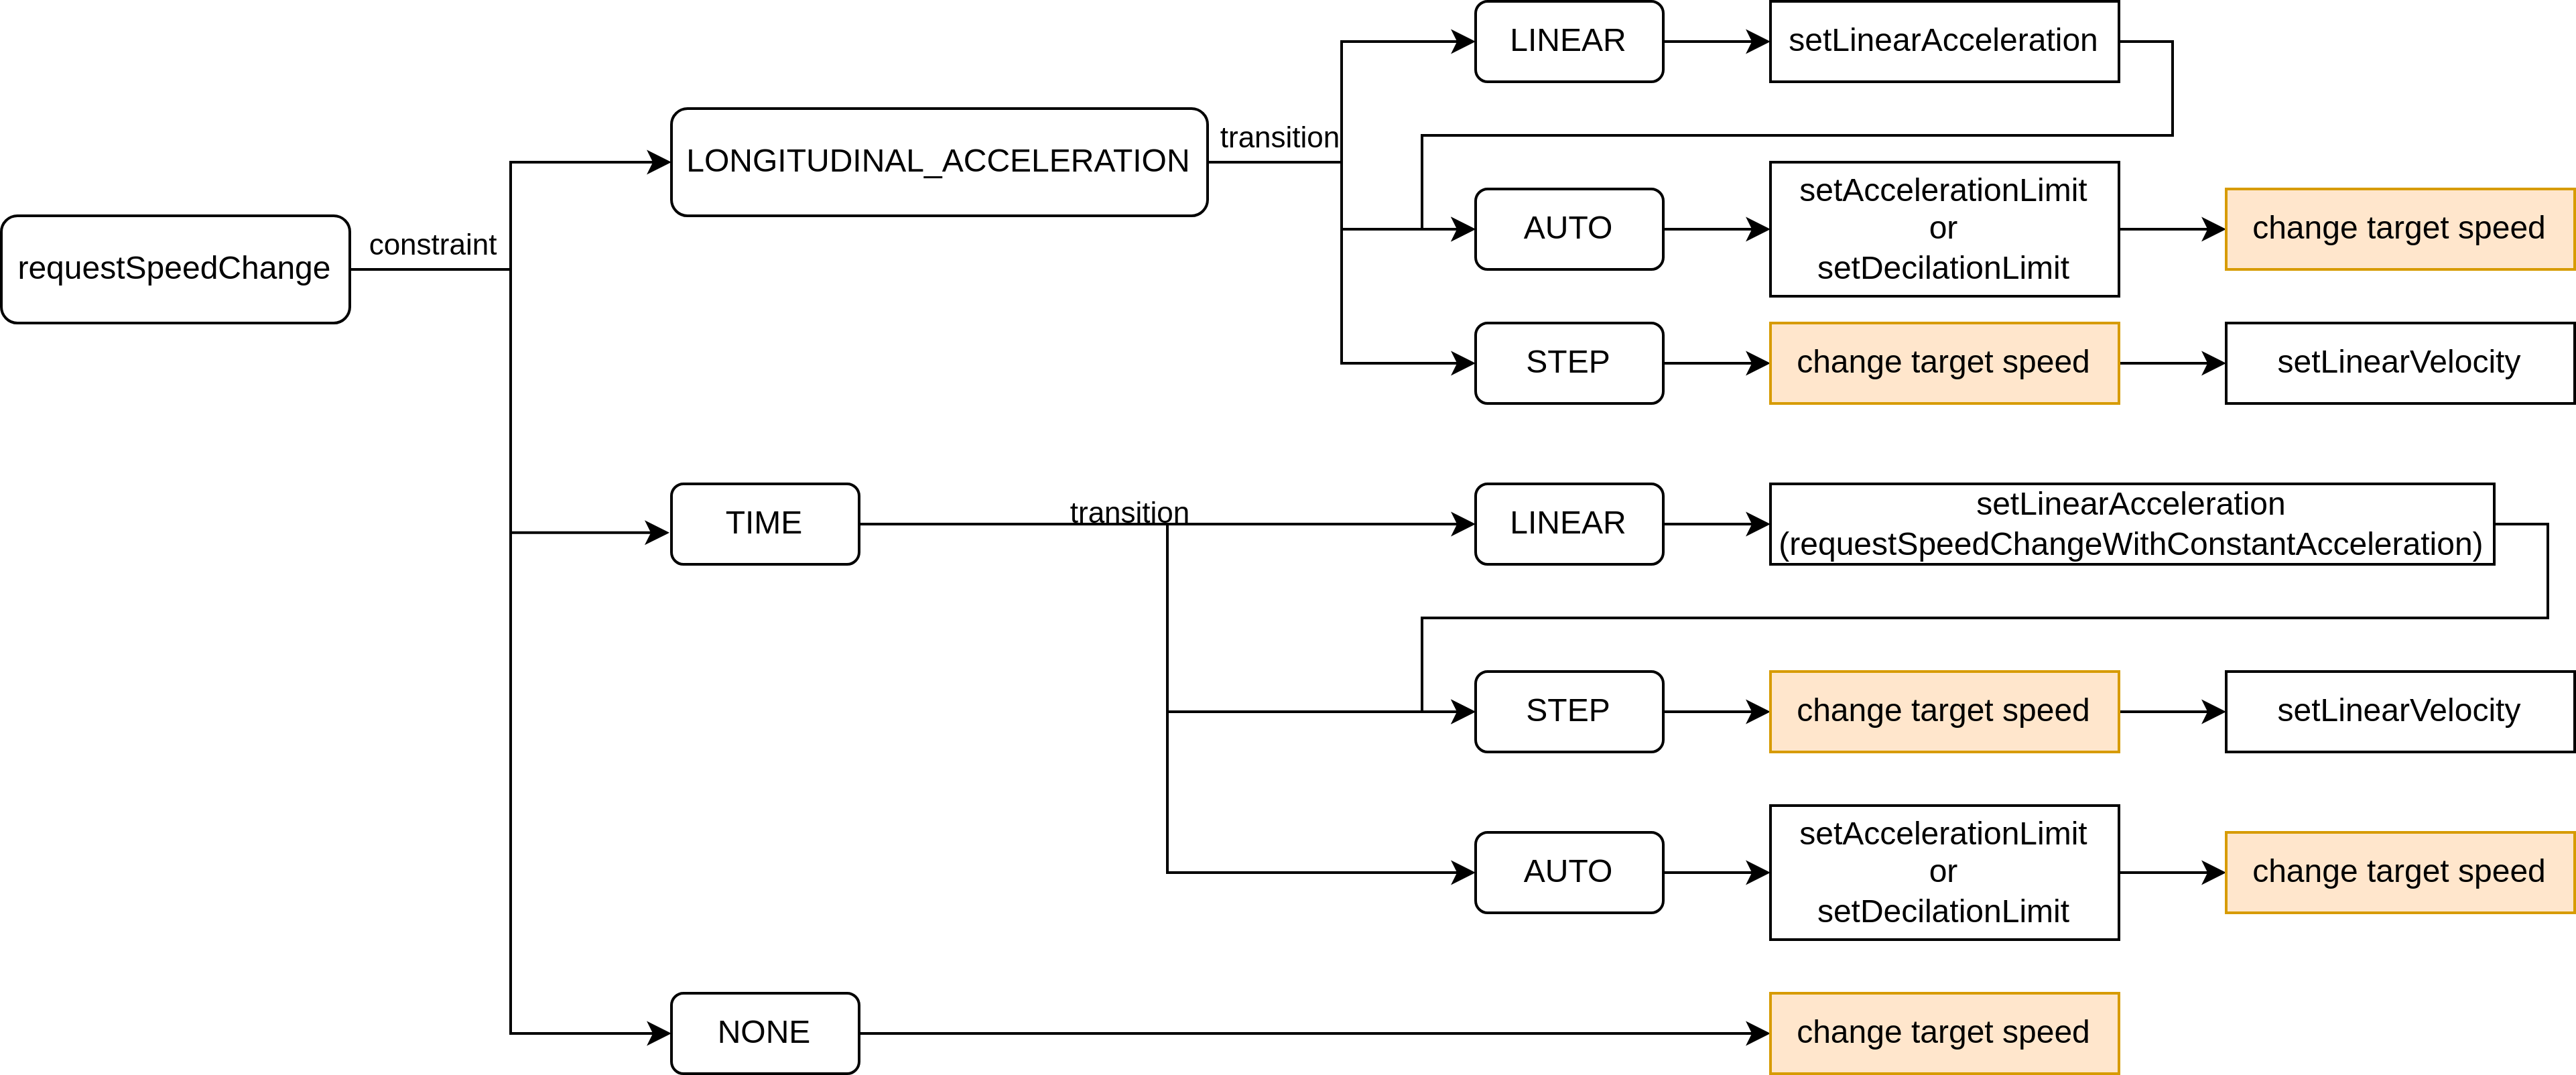 requestSpeedChange
constraint
LONGITUDINAL_ACCELERATION
transition
LINEAR
setLinearAcceleration
AUTO
setAccelerationLimit
or
setDecilationLimit
change target speed
STEP
change target speed
setLinearVelocity
TIME
transition
LINEAR
setLinearAcceleration
(requestSpeedChangeWithConstantAcceleration)
STEP
change target speed
setLinearVelocity
AUTO
setAccelerationLimit
or
setDecilationLimit
change target speed
NONE
change target speed